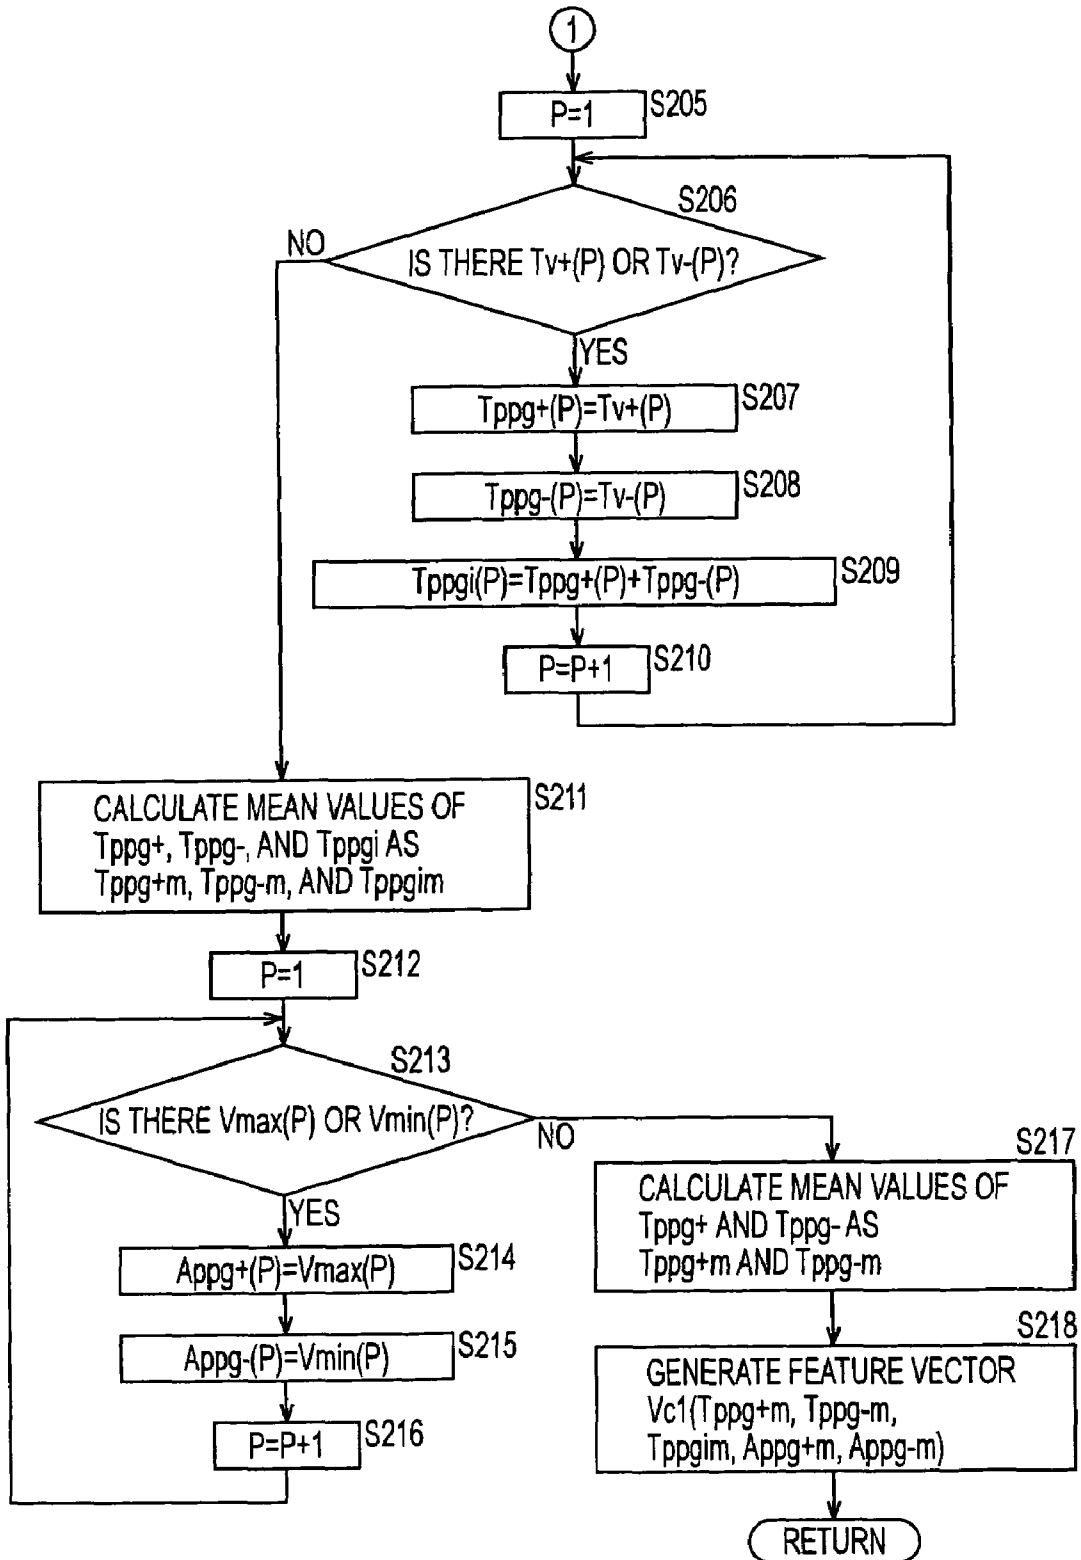 1
P=1
S205
S206
NO
IS THERE Tv+(P) OR Tv-(P)?
YES
Tppg+(P)=Tv+(P)
S207
Tppg-(P)=Tv-(P)
S208
Tppgi(P)=Tppg+(P)+Tppg-(P)
S209
P=P+1
S210
CALCULATE MEAN VALUES OF
Tppg+, Tppg-, AND Tppgi AS
Tppg+m, Tppg-m, AND Tppgim
S211
P=1
S212
S213
IS THERE Vmax(P) OR Vmin(P)?
NO
YES
Appg+(P)=Vmax(P)
S214
Appg-(P)=Vmin(P)
S215
P=P+1
S216
S217
CALCULATE MEAN VALUES OF
Tppg+ AND Tppg- AS
Tppg+m AND Tppg-m
S218
GENERATE FEATURE VECTOR
Vc1(Tppg+m, Tppg-m,
Tppgim, Appg+m, Appg-m)
RETURN